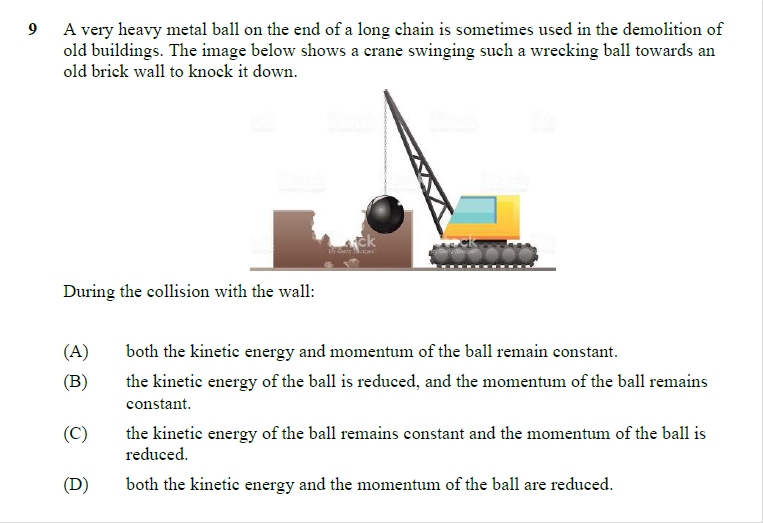 9 A very heavy metal ball on the end of a long chain is sometimes used in the demolition of
old buildings. The image below shows a crane swinging such a wrecking ball towards an
old brick wall to knock it down.
During the collision with the wall:
(A) both the kinetic energy and momentum of the ball remain constant.
(B) the kinetic energy of the ball is reduced, and the momentum of the ball remains
constant.
(C) the kinetic energy of the ball remains constant and the momentum of the ball is
reduced.
(D) both the kinetic energy and the momentum of the ball are reduced.